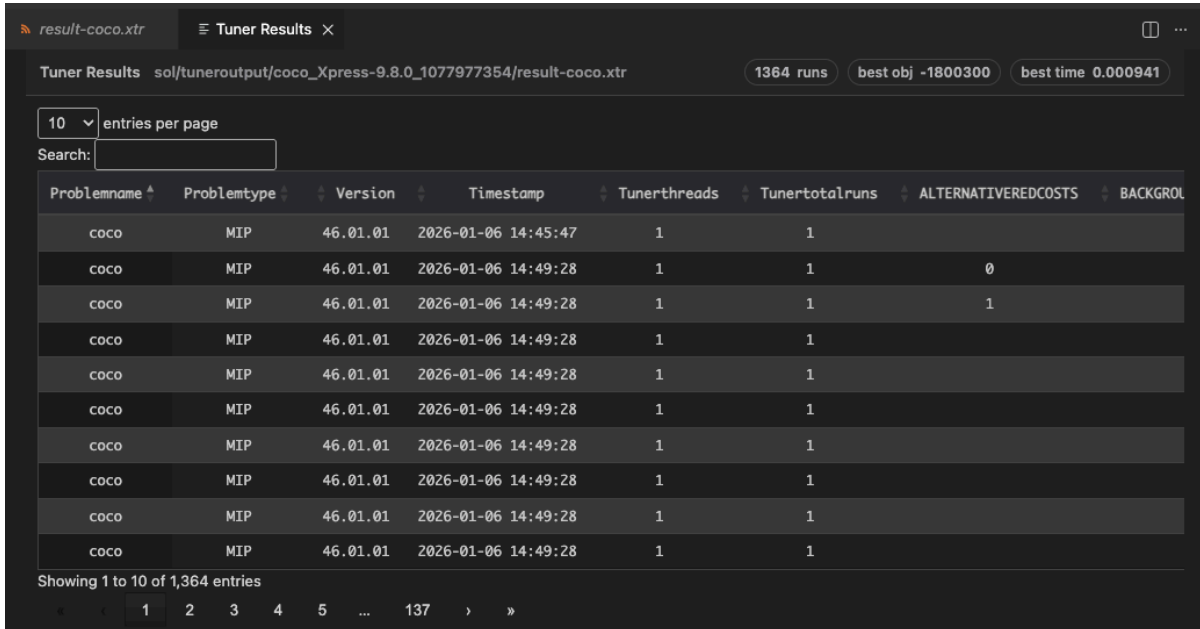 result-coco.xtr Tuner Results
Tuner Results sol/tuneroutput/coco_Xpress-9.8.0_1077977354/result-coco.xtr 1364 runs best obj -1800300 best time 0.000941
10 entries per page
Search:
Problemname Problemtype Version Timestamp Tunerthreads Tunertotalruns ALTERNATIVEREDCOSTS BACKGROU
coco MIP 46.01.01 2026-01-06 14:45:47 1 1
coco MIP 46.01.01 2026-01-06 14:49:28 1 1 0
coco MIP 46.01.01 2026-01-06 14:49:28 1 1 1
coco MIP 46.01.01 2026-01-06 14:49:28 1 1
coco MIP 46.01.01 2026-01-06 14:49:28 1 1
coco MIP 46.01.01 2026-01-06 14:49:28 1 1
coco MIP 46.01.01 2026-01-06 14:49:28 1 1
coco MIP 46.01.01 2026-01-06 14:49:28 1 1
coco MIP 46.01.01 2026-01-06 14:49:28 1 1
coco MIP 46.01.01 2026-01-06 14:49:28 1 1
Showing 1 to 10 of 1,364 entries
« ‹ 1 2 3 4 5 ... 137 › »